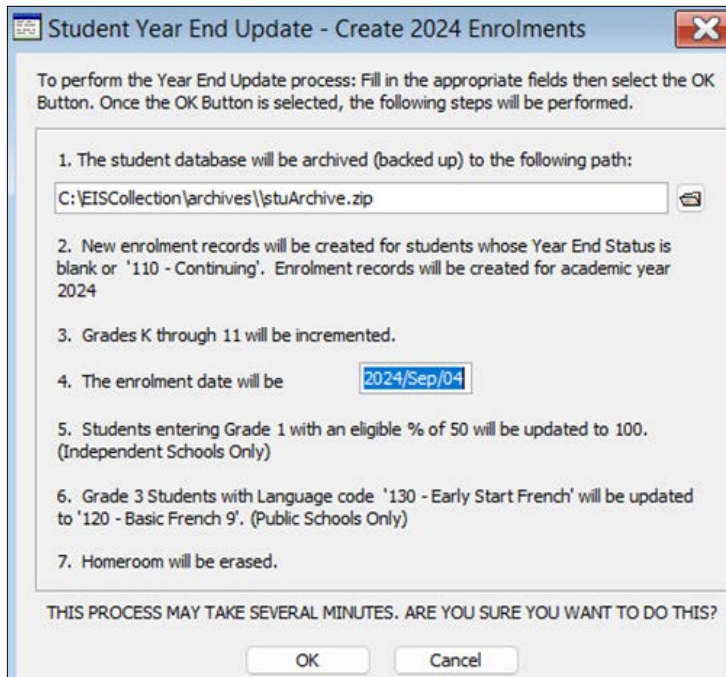 Student Year End Update - Create 2024 Enrolments
To perform the Year End Update process: Fill in the appropriate fields then select the OK
Button. Once the OK Button is selected, the following steps will be performed.
1. The student database will be archived (backed up) to the following path:
C:\EISCollection\archives\\stuArchive.zip
2. New enrolment records will be created for students whose Year End Status is
blank or '110 - Continuing'. Enrolment records will be created for academic year
2024
3. Grades K through 11 will be incremented.
4. The enrolment date will be 2024/Sep/04
5. Students entering Grade 1 with an eligible % of 50 will be updated to 100.
(Independent Schools Only)
6. Grade 3 Students with Language code '130 - Early Start French' will be updated
to '120 - Basic French 9'. (Public Schools Only)
7. Homeroom will be erased.
THIS PROCESS MAY TAKE SEVERAL MINUTES. ARE YOU SURE YOU WANT TO DO THIS?
OK Cancel